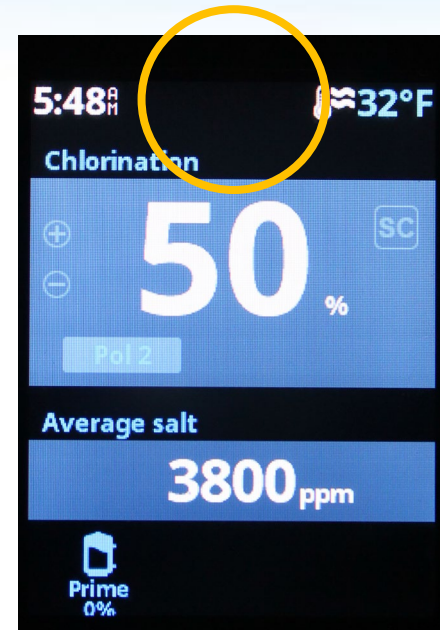 5:48AM 32°F
Chlorination
50%
SC
Pol 2
Average salt
3800ppm
Prime
0%